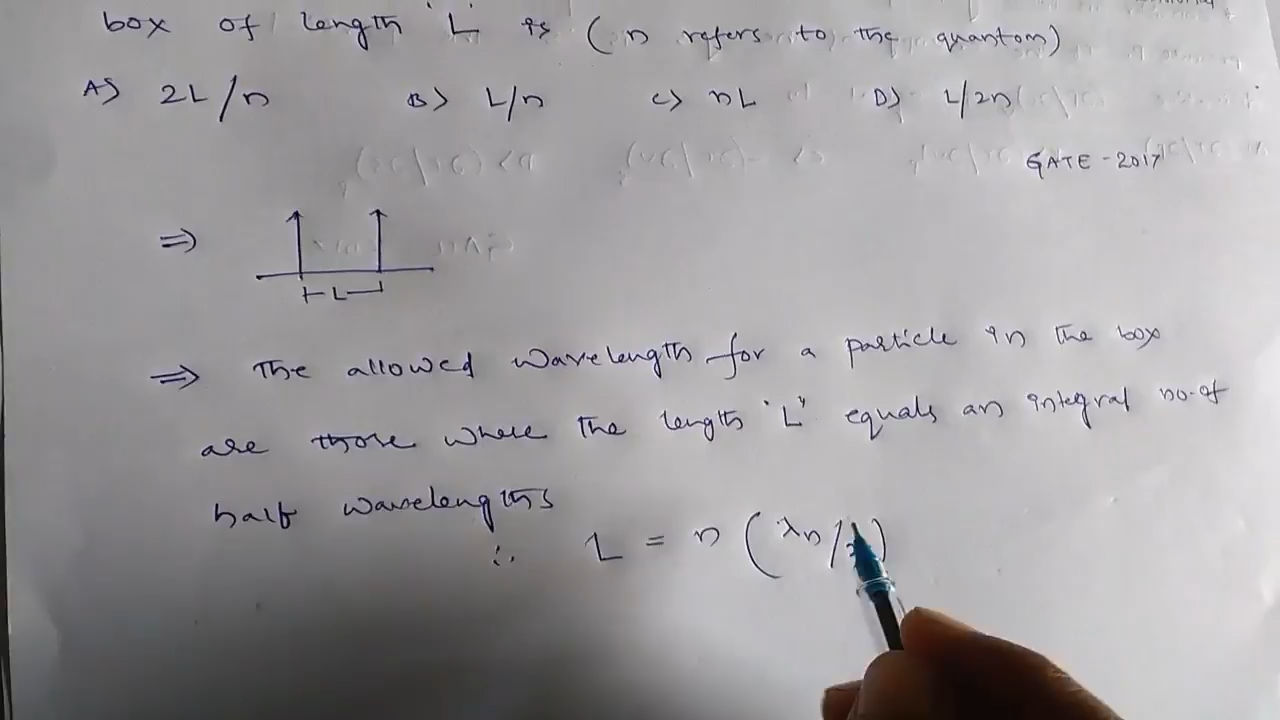 box of length 'L' is (n refers to the quantom)
A) 2L/n B) L/n C) nL D) L/2n
GATE - 2017
⇒
L
⇒ The allowed wavelength for a particle in the box
are those where the length 'L' equals an integral no. of
half wavelengths
∴ L = n (λn/2)